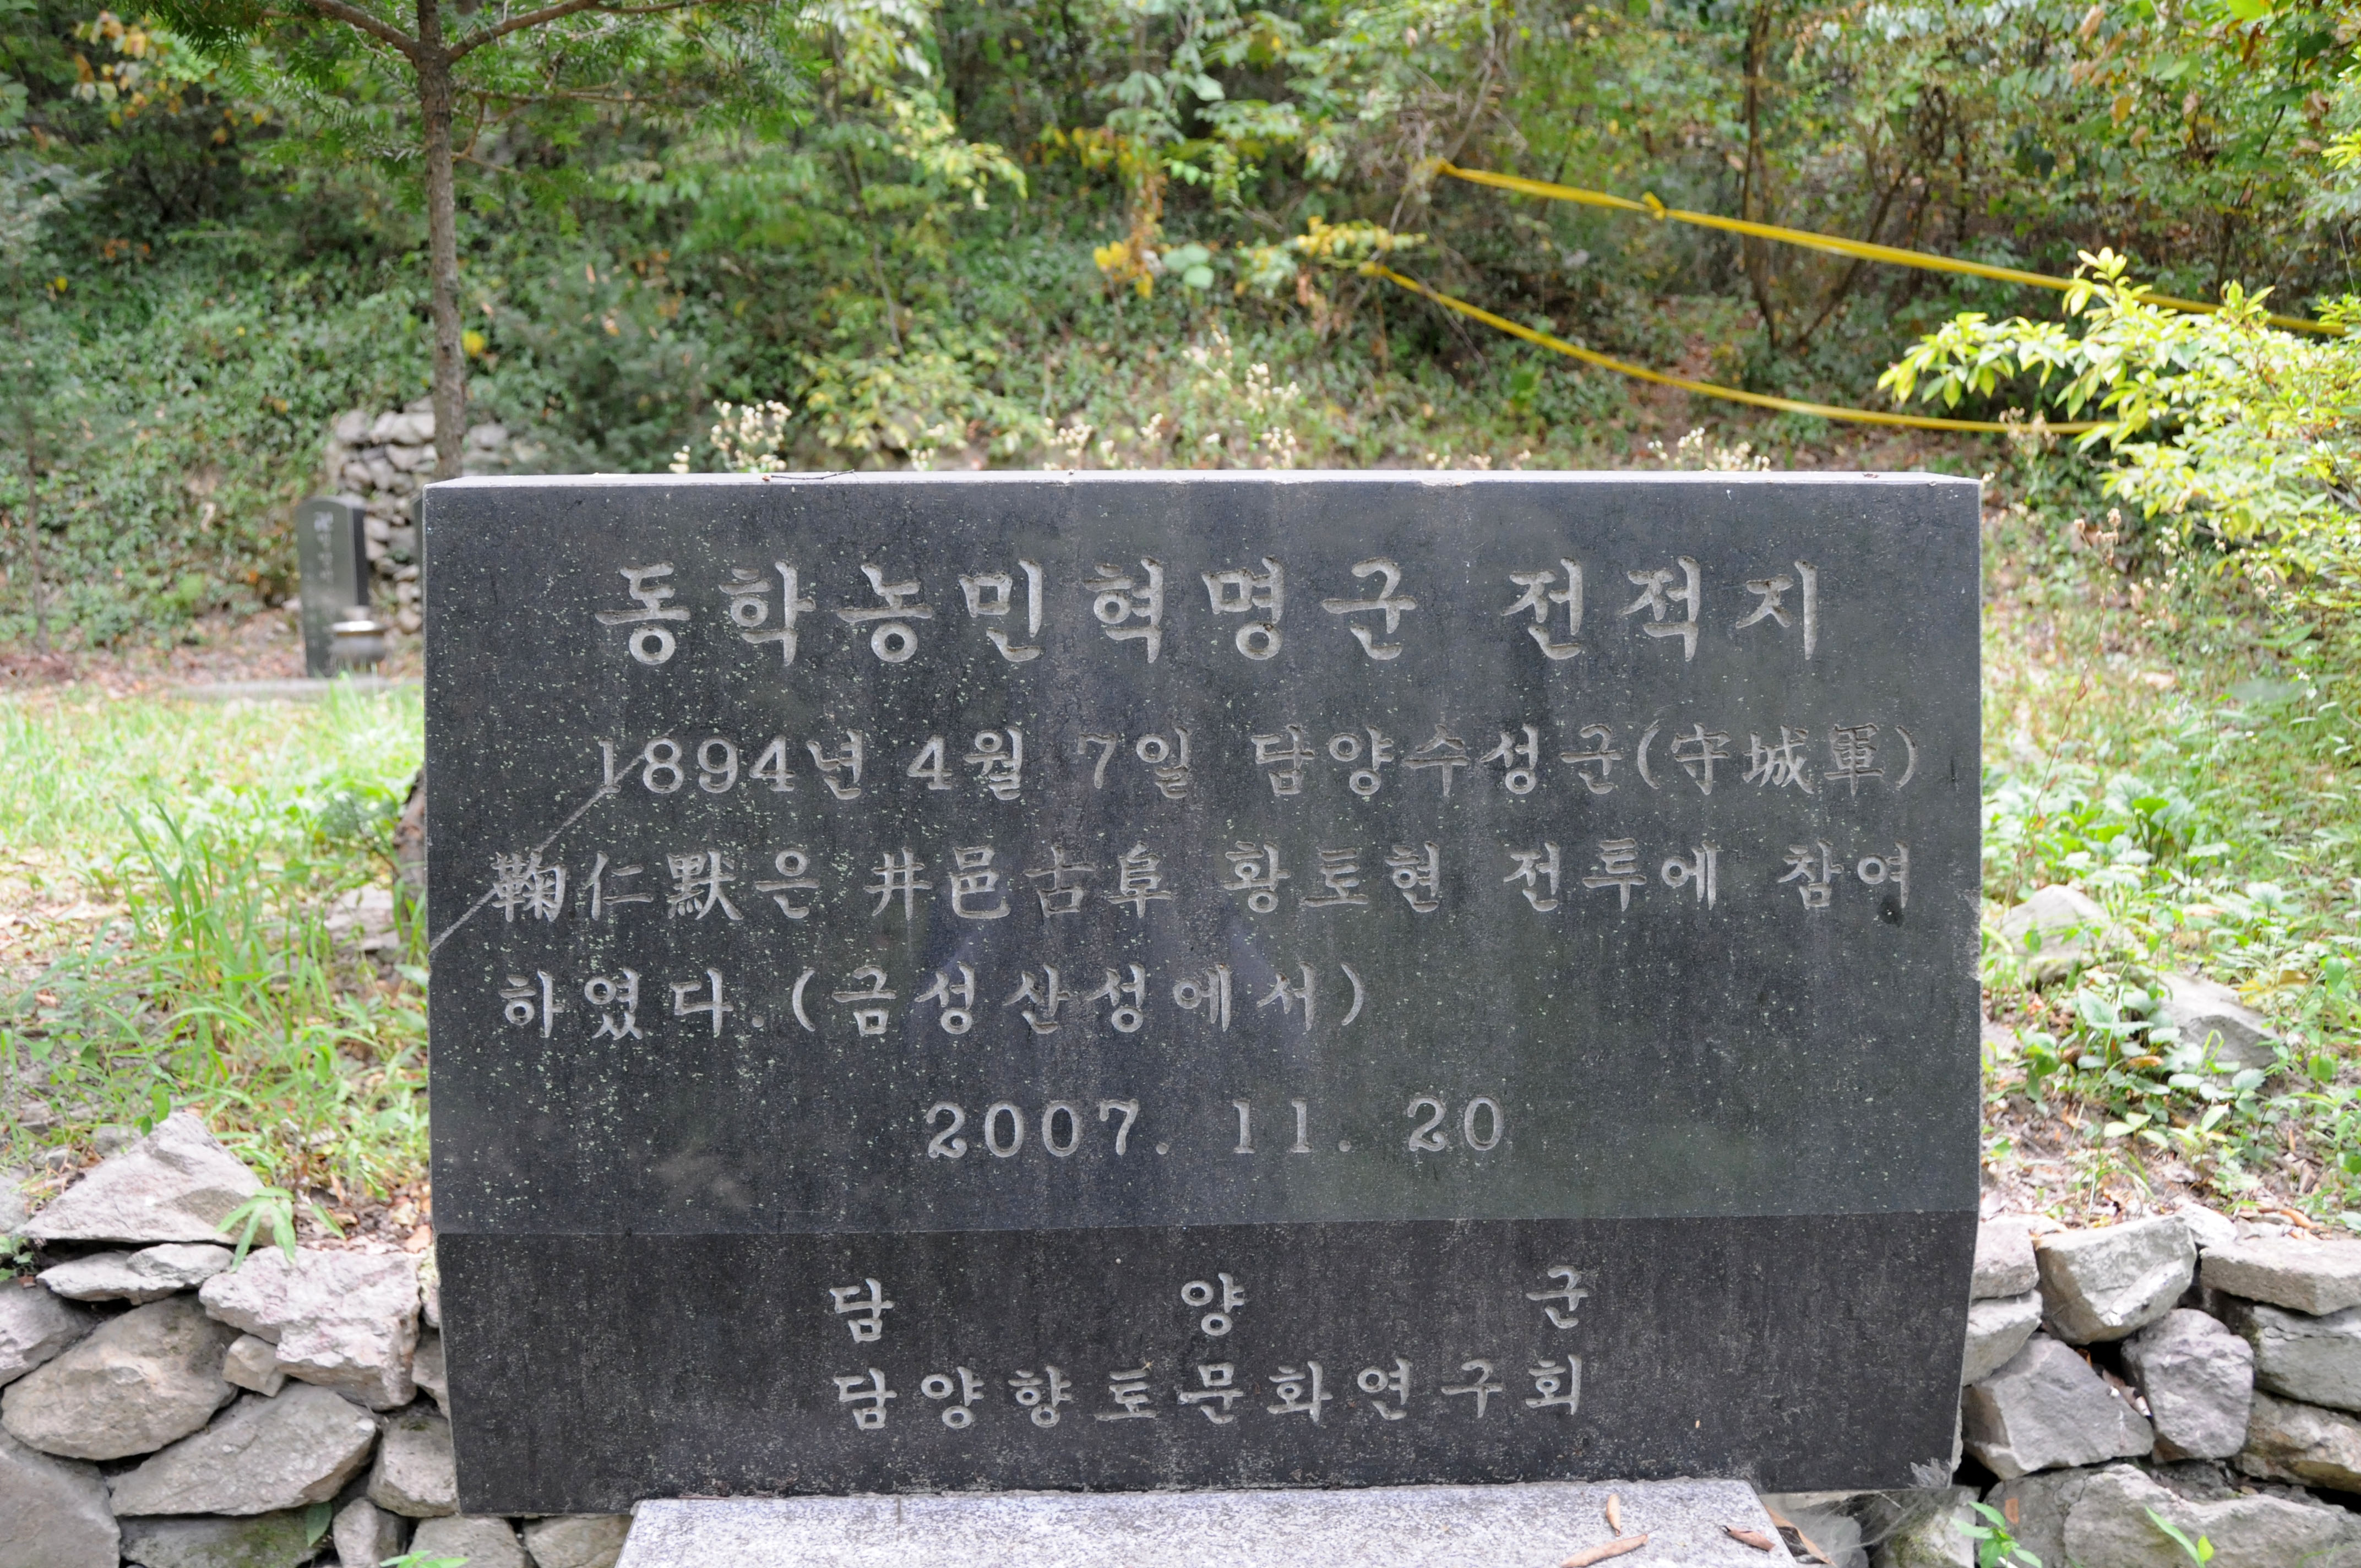 동학농민혁명군 전적지
1894년 4월 7일 담양수성군(守城軍)
鞠仁默은 井邑古阜 황토현 전투에 참여
하였다.(금성산성에서)
2007. 11. 20
담 양 군
담양향토문화연구회